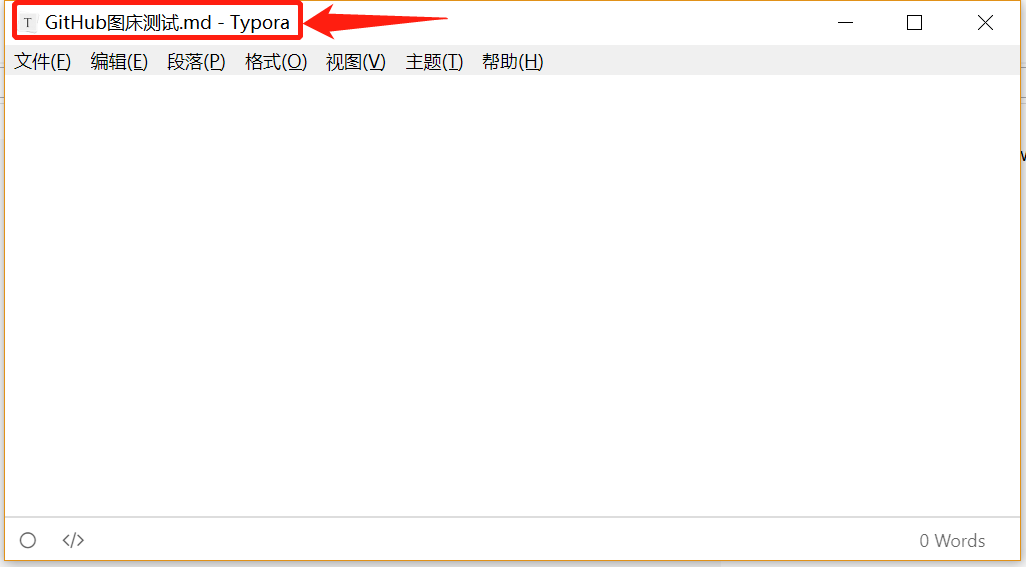 T GitHub图床测试.md - Typora
文件(F) 编辑(E) 段落(P) 格式(O) 视图(V) 主题(T) 帮助(H)
</> 0 Words